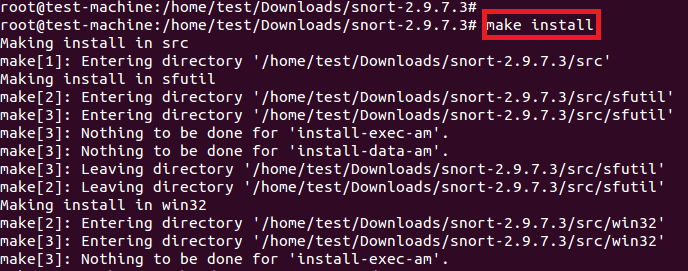 root@test-machine:/home/test/Downloads/snort-2.9.7.3#
root@test-machine:/home/test/Downloads/snort-2.9.7.3# make install
Making install in src
make[1]: Entering directory '/home/test/Downloads/snort-2.9.7.3/src'
Making install in sfutil
make[2]: Entering directory '/home/test/Downloads/snort-2.9.7.3/src/sfutil'
make[3]: Entering directory '/home/test/Downloads/snort-2.9.7.3/src/sfutil'
make[3]: Nothing to be done for 'install-exec-am'.
make[3]: Nothing to be done for 'install-data-am'.
make[3]: Leaving directory '/home/test/Downloads/snort-2.9.7.3/src/sfutil'
make[2]: Leaving directory '/home/test/Downloads/snort-2.9.7.3/src/sfutil'
Making install in win32
make[2]: Entering directory '/home/test/Downloads/snort-2.9.7.3/src/win32'
make[3]: Entering directory '/home/test/Downloads/snort-2.9.7.3/src/win32'
make[3]: Nothing to be done for 'install-exec-am'.